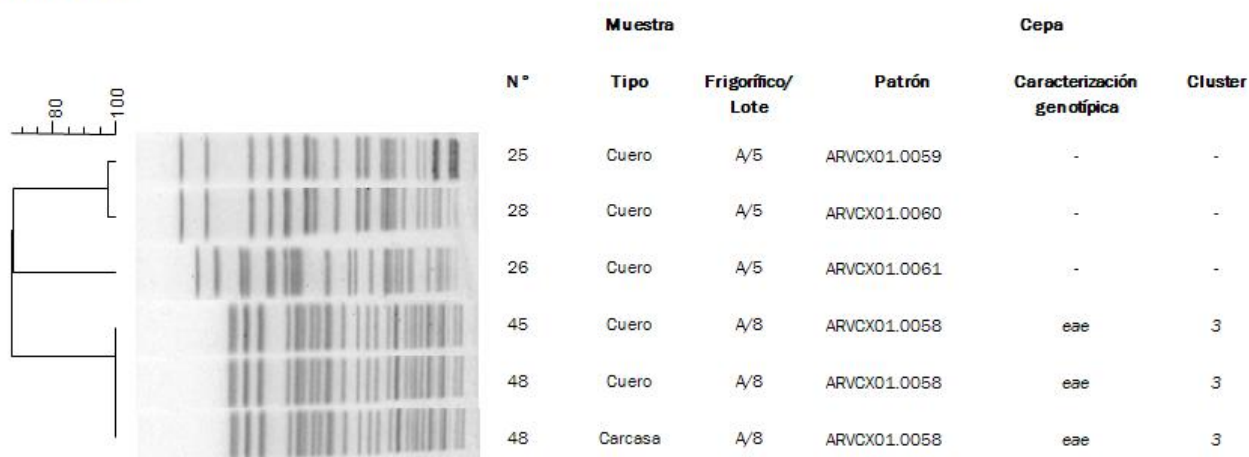 Muestra Cepa
N° Tipo Frigorífico/ Patrón Caracterización Cluster
Lote genotípica
80 100
25 Cuero A/5 ARVCX01.0059 - -
28 Cuero A/5 ARVCX01.0060 - -
26 Cuero A/5 ARVCX01.0061 - -
45 Cuero A/8 ARVCX01.0058 eae 3
48 Cuero A/8 ARVCX01.0058 eae 3
48 Carcasa A/8 ARVCX01.0058 eae 3